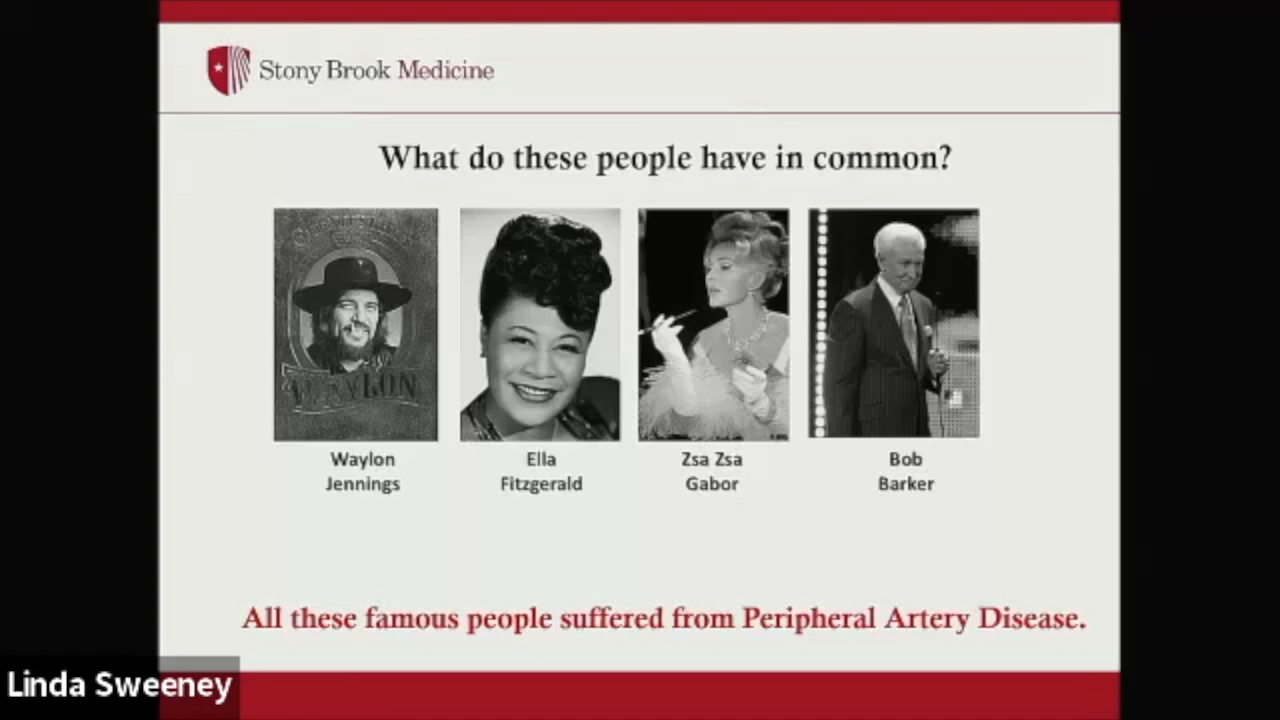 Stony Brook Medicine
What do these people have in common?
WAYLON
Waylon
Jennings
Ella
Fitzgerald
Zsa Zsa
Gabor
Bob
Barker
All these famous people suffered from Peripheral Artery Disease.
Linda Sweeney